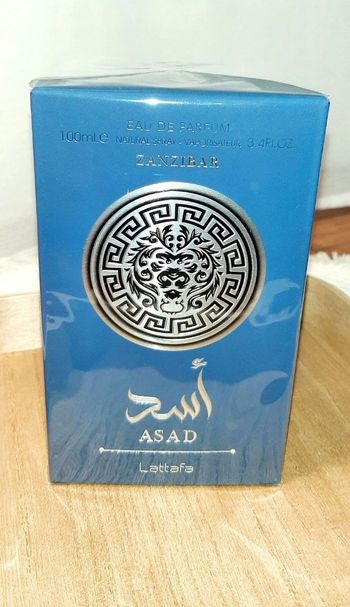 EAU DE PARFUM
100mL e NATURAL SPRAY - VAPORISATEUR 3.4FL.OZ.
ZANZIBAR
أسد
ASAD
Lattafa